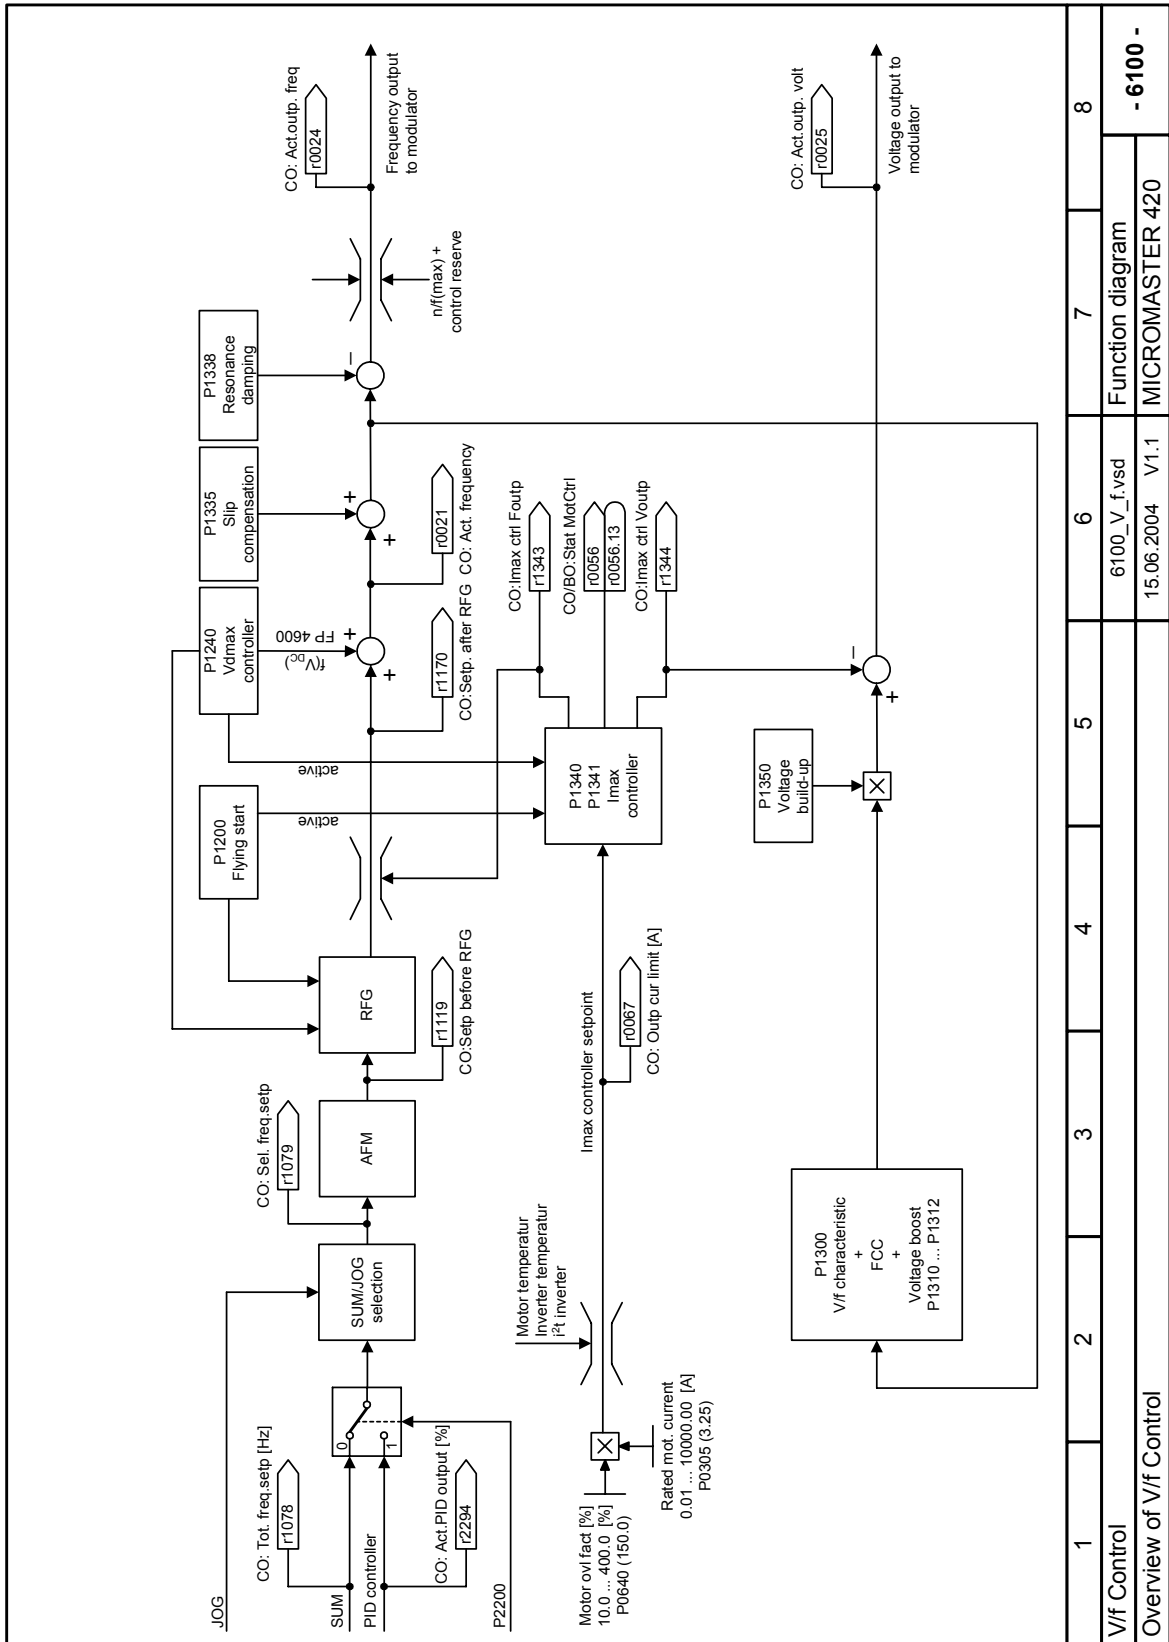 JOG
CO: Tot. freq.setp [Hz]
r1078
SUM
PID controller
CO: Act.PID output [%]
r2294
P2200
0
1
SUM/JOG
selection
CO: Sel. freq.setp
r1079
AFM
r1119
CO:Setp before RFG
RFG
P1200
Flying start
active
P1240
Vdmax
controller
f(VDC)
FP 4600
active
+
+
r1170
CO:Setp. after RFG
r0021
CO: Act. frequency
P1335
Slip
compensation
+
+
P1338
Resonance
damping
–
n/f(max) +
control reserve
CO: Act.outp. freq
r0024
Frequency output
to modulator
Motor ovl fact [%]
10.0 ... 400.0 [%]
P0640 (150.0)
Rated mot. current
0.01 ... 10000.00 [A]
P0305 (3.25)
Motor temperatur
Inverter temperatur
i²t inverter
Imax controller setpoint
r0067
CO: Outp cur limit [A]
P1340
P1341
Imax
controller
CO:Imax ctrl Foutp
r1343
CO/BO:Stat MotCtrl
r0056
r0056.13
CO:Imax ctrl Voutp
r1344
P1300
V/f characteristic
+
FCC
+
Voltage boost
P1310 ... P1312
P1350
Voltage
build-up
+
–
CO: Act.outp. volt
r0025
Voltage output to
modulator
1 2 3 4 5 6 7 8
V/f Control 6100_V_f.vsd Function diagram - 6100 -
Overview of V/f Control 15.06.2004 V1.1 MICROMASTER 420